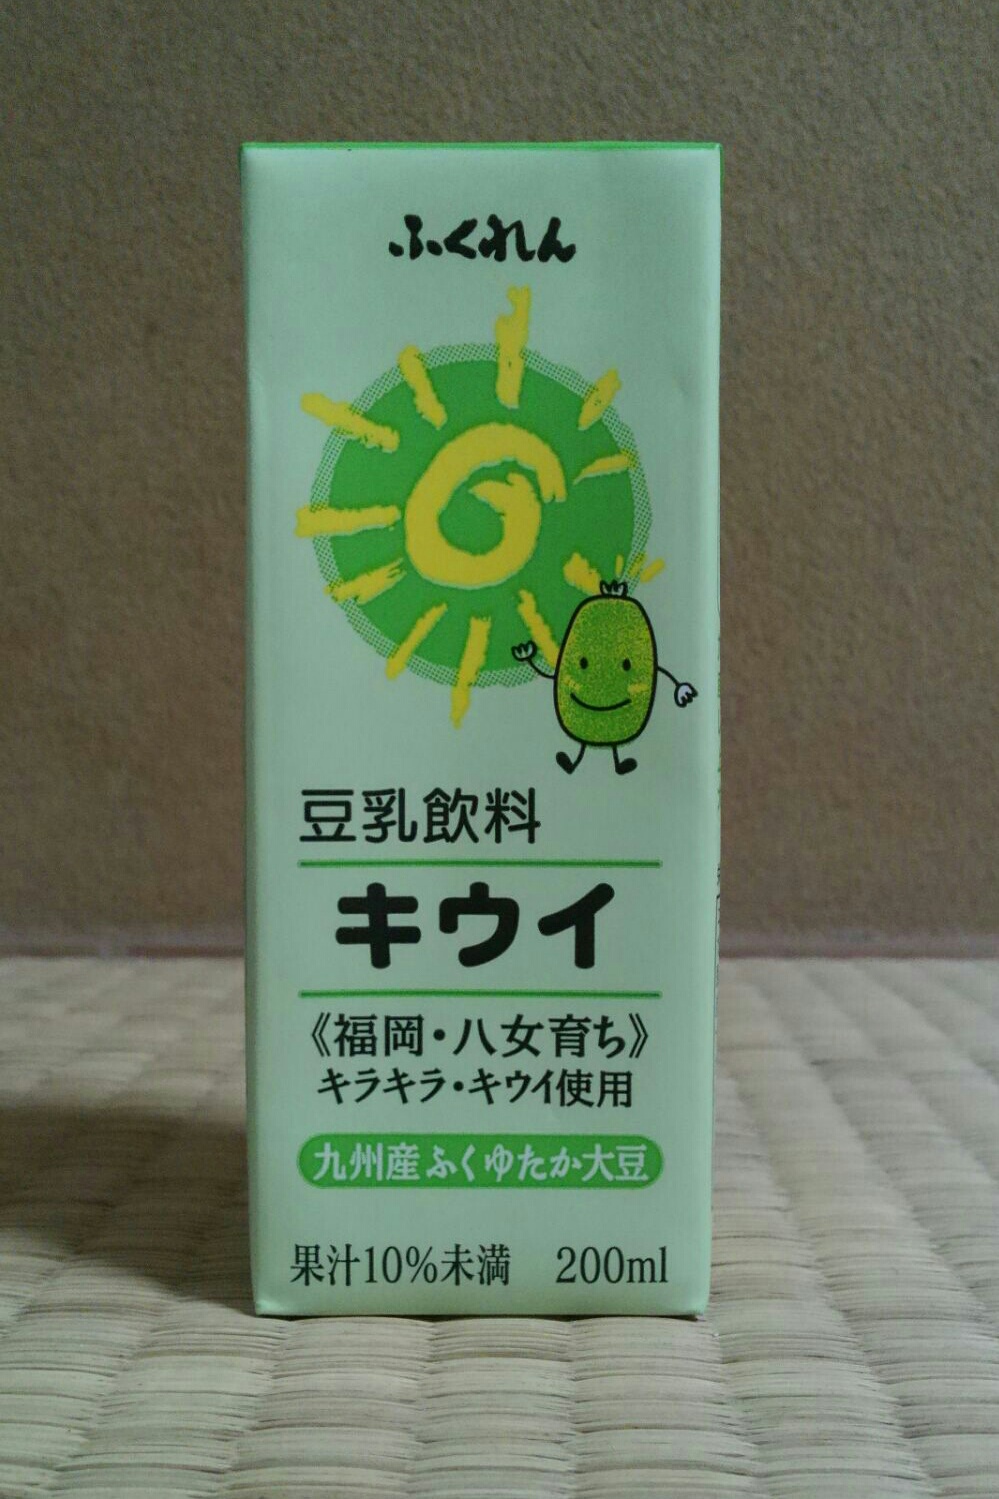 ふくれん
豆乳飲料
キウイ
《福岡・八女育ち》
キラキラ・キウイ使用
九州産ふくゆたか大豆
果汁10%未満　200ml